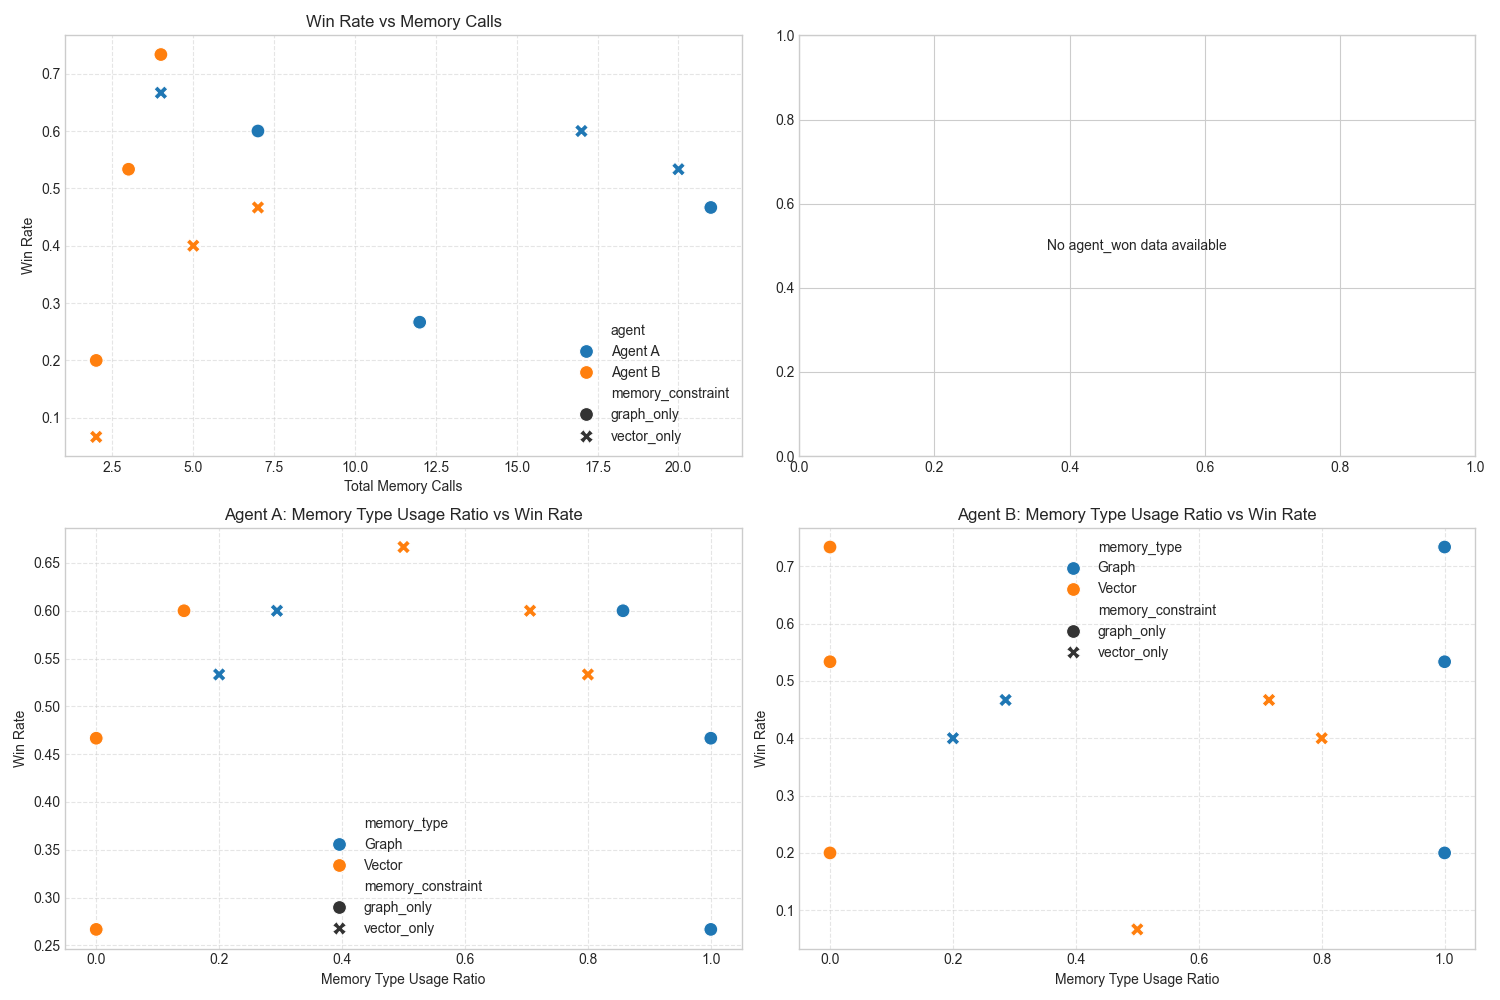 Win Rate vs Memory Calls
Win Rate
0.7
0.6
0.5
0.4
0.3
0.2
0.1
agent
Agent A
Agent B
memory_constraint
graph_only
vector_only
2.5 5.0 7.5 10.0 12.5 15.0 17.5 20.0
Total Memory Calls
1.0
0.8
0.6
0.4
0.2
0.0
No agent_won data available
0.0 0.2 0.4 0.6 0.8 1.0
Agent A: Memory Type Usage Ratio vs Win Rate
Win Rate
0.65
0.60
0.55
0.50
0.45
0.40
0.35
0.30
0.25
memory_type
Graph
Vector
memory_constraint
graph_only
vector_only
0.0 0.2 0.4 0.6 0.8 1.0
Memory Type Usage Ratio
Agent B: Memory Type Usage Ratio vs Win Rate
Win Rate
0.7
0.6
0.5
0.4
0.3
0.2
0.1
memory_type
Graph
Vector
memory_constraint
graph_only
vector_only
0.0 0.2 0.4 0.6 0.8 1.0
Memory Type Usage Ratio